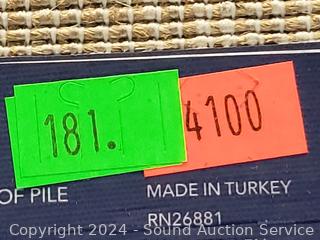 181.
4100
OF PILE
MADE IN TURKEY
RN26881
Copyright 2024 - Sound Auction Service